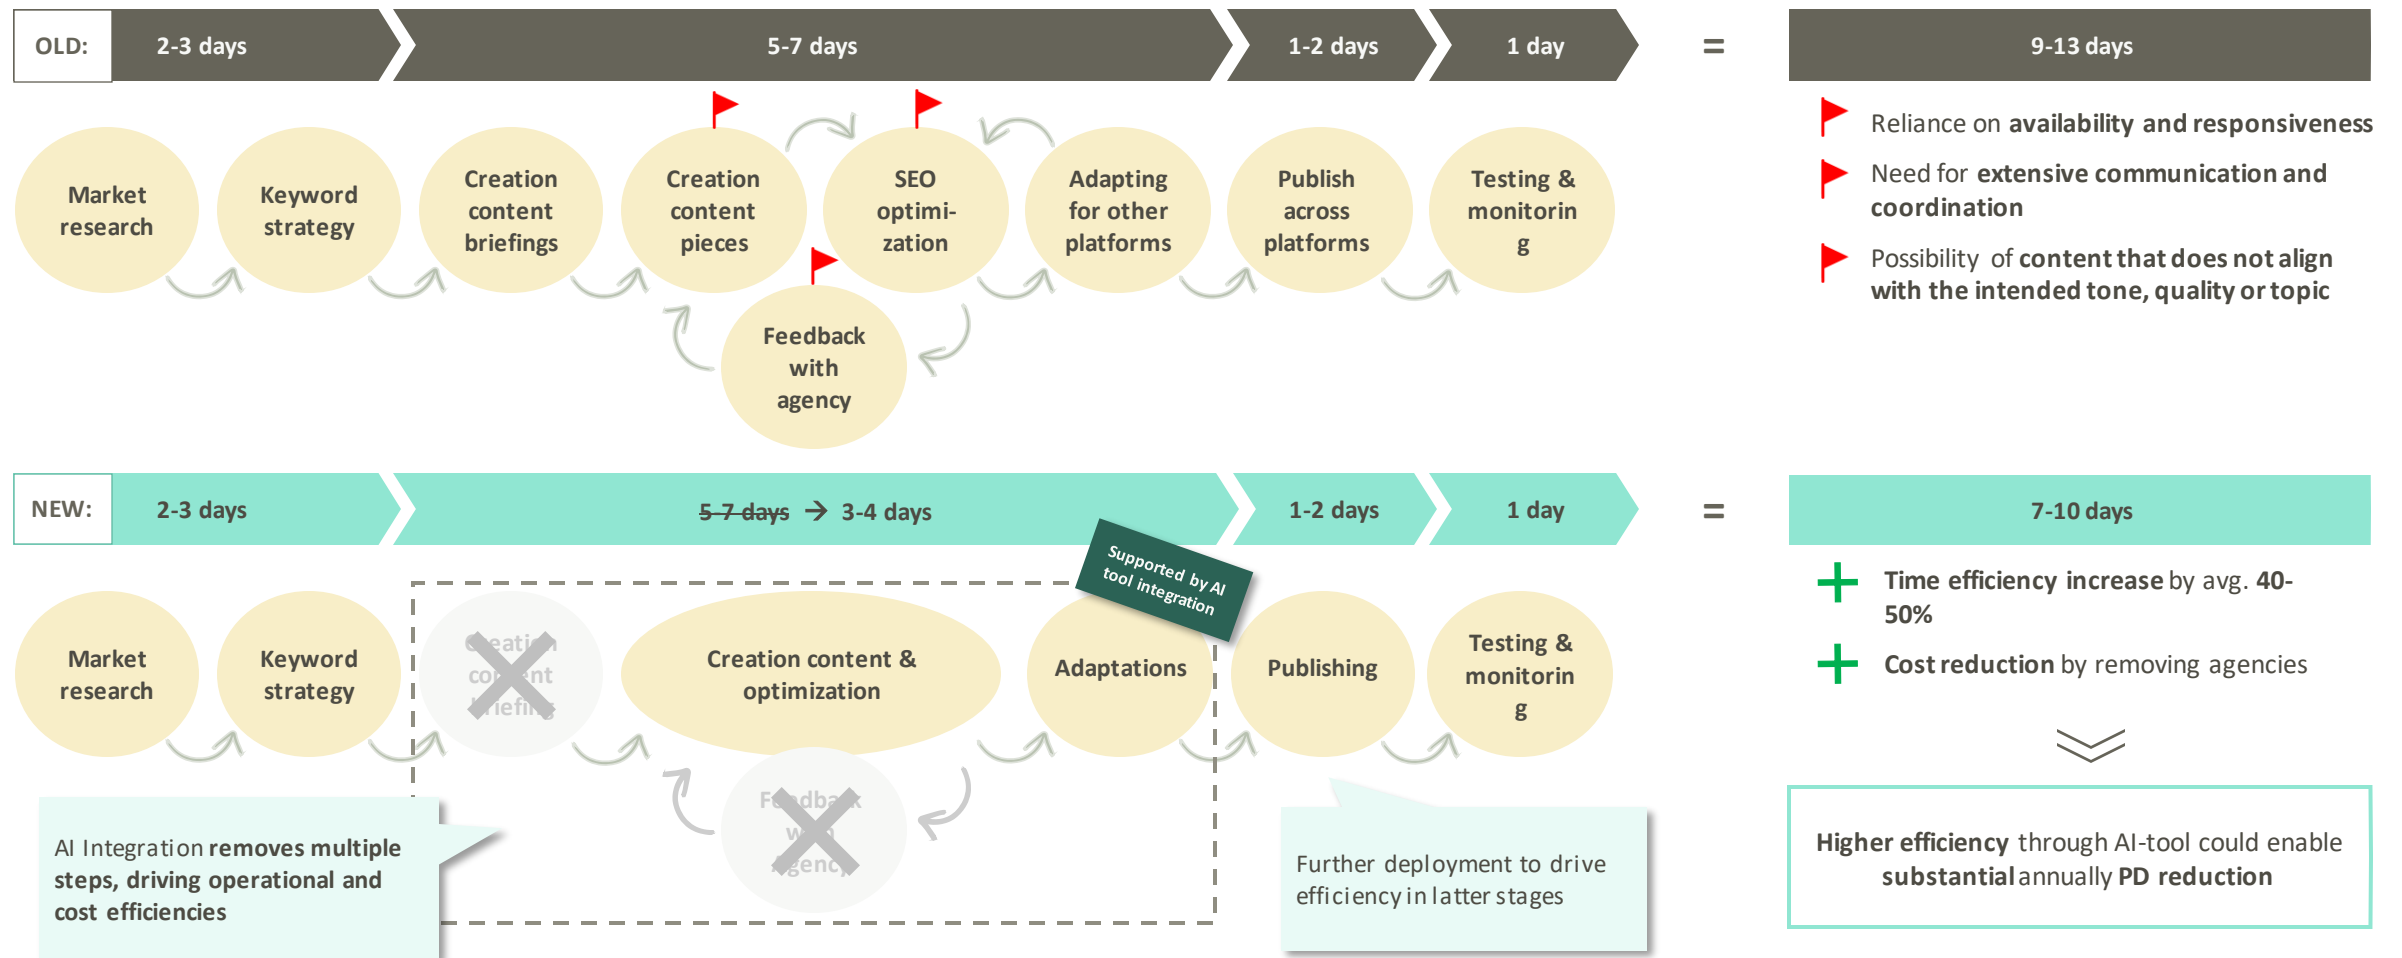 OLD:
2-3 days
5-7 days
1-2 days
1 day
=
9-13 days
Market
research
Keyword
strategy
Creation
content
briefings
Creation
content
pieces
SEO
optimi-
zation
Adapting
for other
platforms
Publish
across
platforms
Testing &
monitorin
g
Feedback
with
agency
Reliance on availability and responsiveness
Need for extensive communication and
coordination
Possibility of content that does not align
with the intended tone, quality or topic
NEW:
2-3 days
5-7 days → 3-4 days
1-2 days
1 day
=
7-10 days
Supported by AI
tool integration
Market
research
Keyword
strategy
Creation
content
briefing
Creation content &
optimization
Adaptations
Publishing
Testing &
monitorin
g
Feedback
with
Agency
AI Integration removes multiple
steps, driving operational and
cost efficiencies
Further deployment to drive
efficiency in latter stages
Time efficiency increase by avg. 40-
50%
Cost reduction by removing agencies
Higher efficiency through AI-tool could enable
substantial annually PD reduction